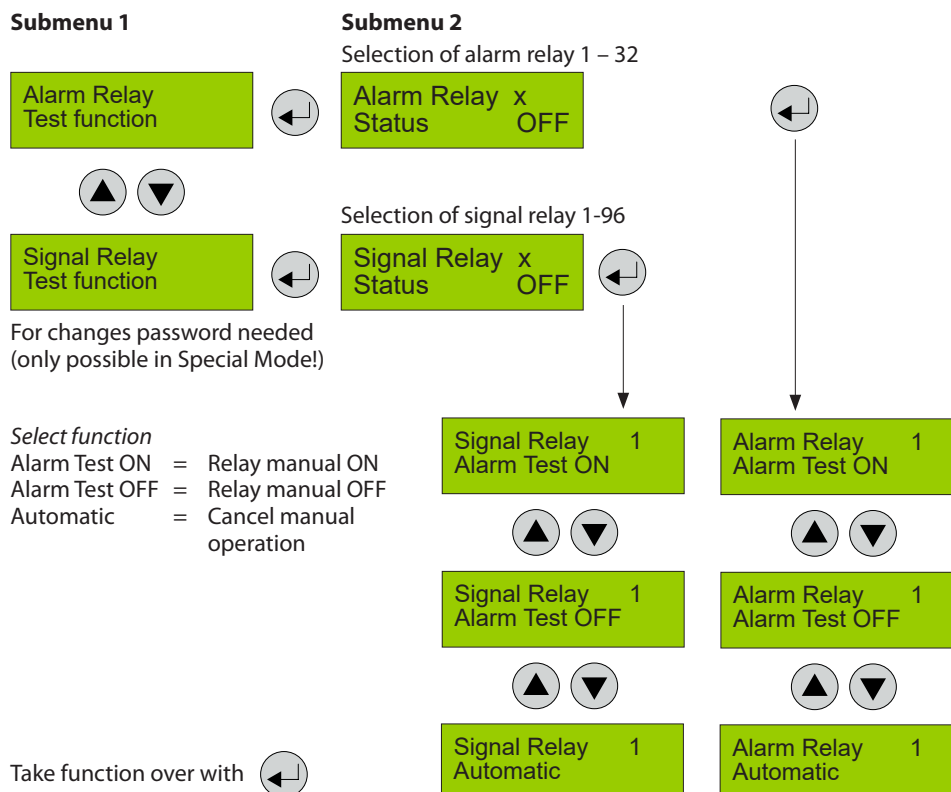 Submenu 1
Submenu 2
Selection of alarm relay 1 – 32
Alarm Relay
Test function
Alarm Relay x
Status OFF
Selection of signal relay 1-96
Signal Relay
Test function
Signal Relay x
Status OFF
For changes password needed
(only possible in Special Mode!)
Select function
Alarm Test ON = Relay manual ON
Alarm Test OFF = Relay manual OFF
Automatic = Cancel manual
operation
Signal Relay 1
Alarm Test ON
Alarm Relay 1
Alarm Test ON
Signal Relay 1
Alarm Test OFF
Alarm Relay 1
Alarm Test OFF
Signal Relay 1
Automatic
Alarm Relay 1
Automatic
Take function over with